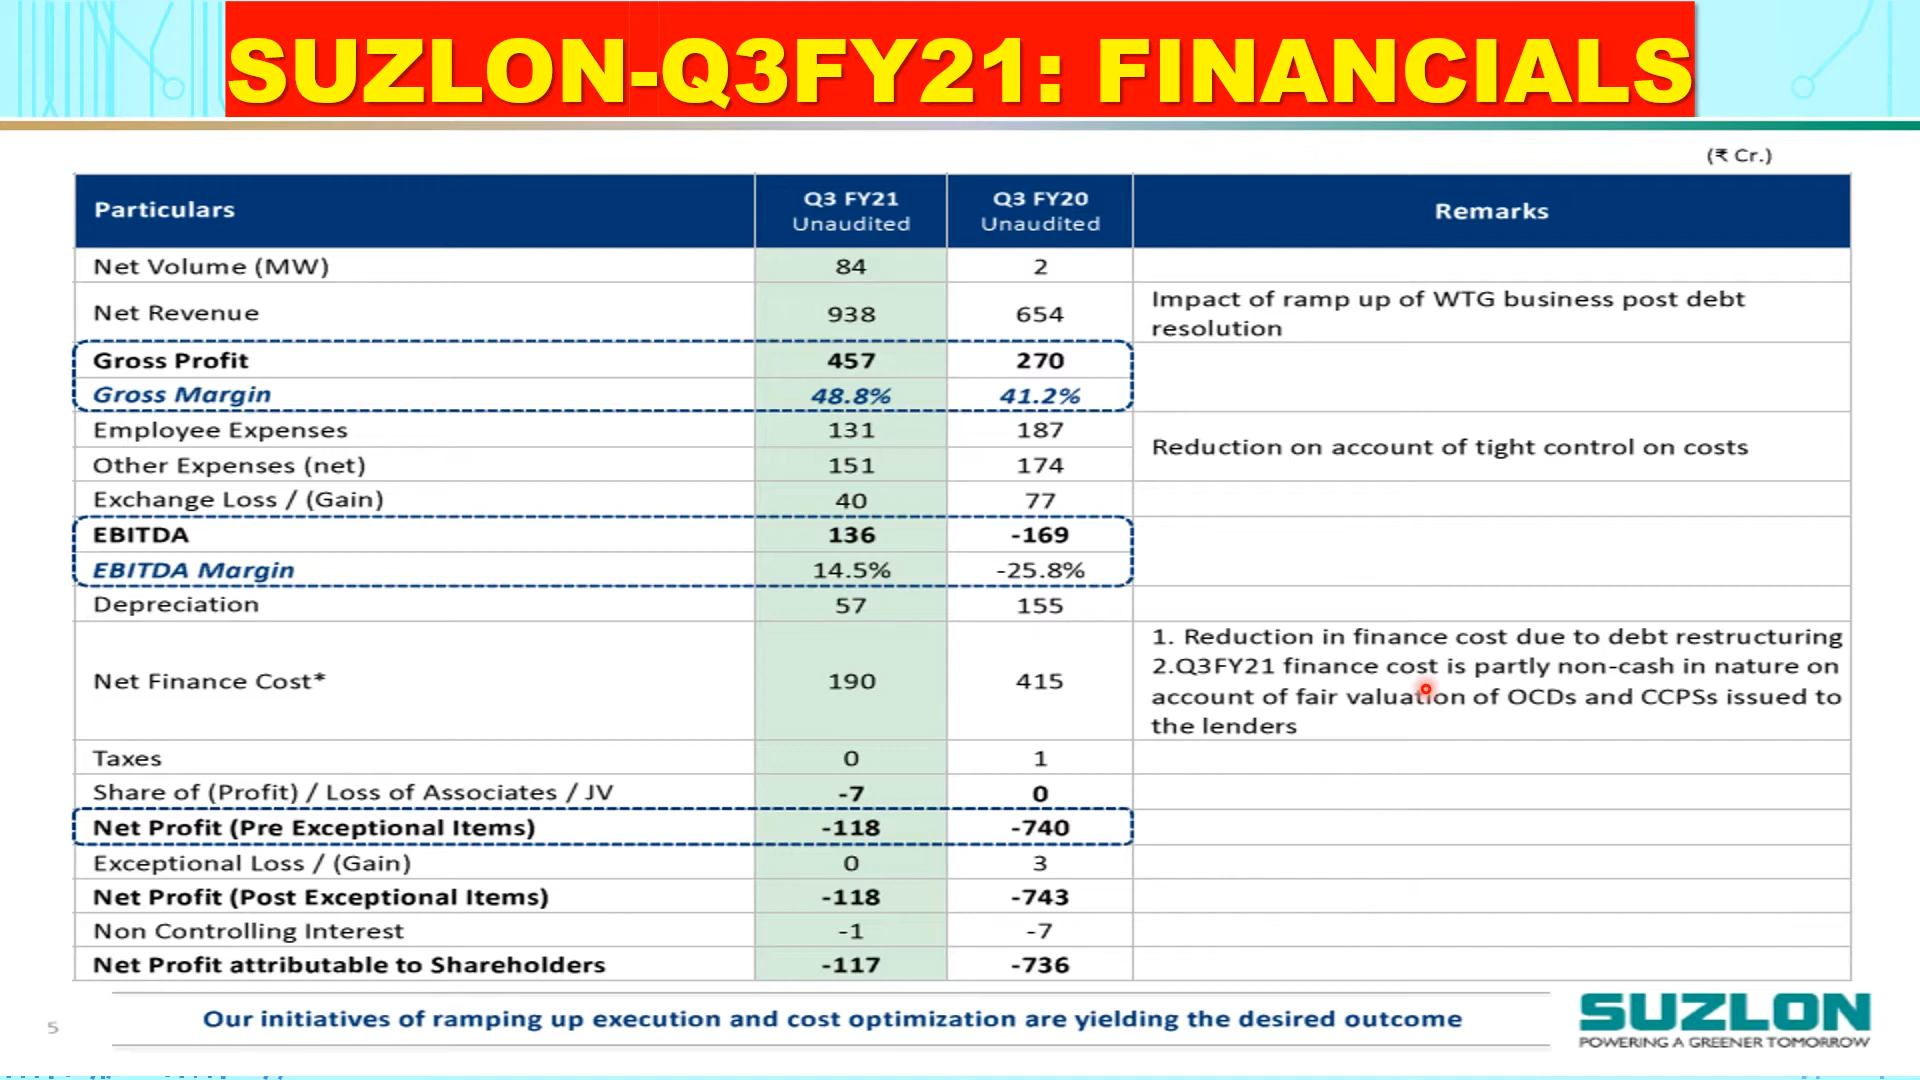 SUZLON-Q3FY21: FINANCIALS
(₹ Cr.)
Particulars Q3 FY21 Unaudited Q3 FY20 Unaudited Remarks
Net Volume (MW) 84 2
Net Revenue 938 654 Impact of ramp up of WTG business post debt
resolution
Gross Profit 457 270
Gross Margin 48.8% 41.2%
Employee Expenses 131 187
Reduction on account of tight control on costs
Other Expenses (net) 151 174
Exchange Loss / (Gain) 40 77
EBITDA 136 -169
EBITDA Margin 14.5% -25.8%
Depreciation 57 155
Net Finance Cost* 190 415
1. Reduction in finance cost due to debt restructuring
2.Q3FY21 finance cost is partly non-cash in nature on
account of fair valuation of OCDs and CCPSs issued to
the lenders
Taxes 0 1
Share of (Profit) / Loss of Associates / JV -7 0
Net Profit (Pre Exceptional Items) -118 -740
Exceptional Loss / (Gain) 0 3
Net Profit (Post Exceptional Items) -118 -743
Non Controlling Interest -1 -7
Net Profit attributable to Shareholders -117 -736
5
Our initiatives of ramping up execution and cost optimization are yielding the desired outcome
SUZLON
POWERING A GREENER TOMORROW